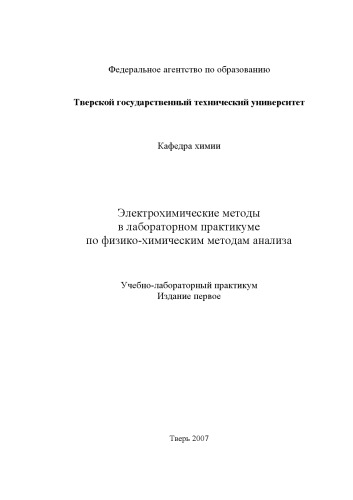 Федеральное агентство по образованию
Тверской государственный технический университет
Кафедра химии
Электрохимические методы
в лабораторном практикуме
по физико-химическим методам анализа
Учебно-лабораторный практикум
Издание первое
Тверь 2007